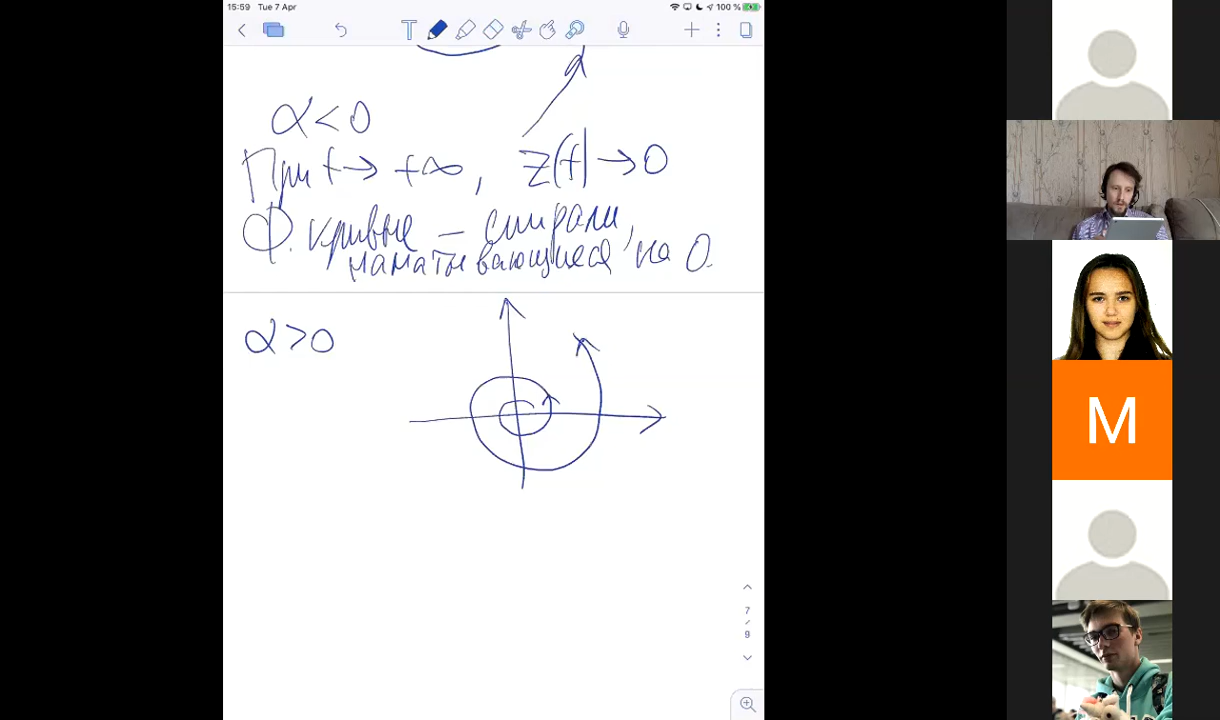 15:59 Tue 7 Apr
100 %
T
α < 0
При t → +∞, z(t) → 0
Ф. кривые – спирали,
наматывающиеся на 0.
α > 0
M
7
/
9